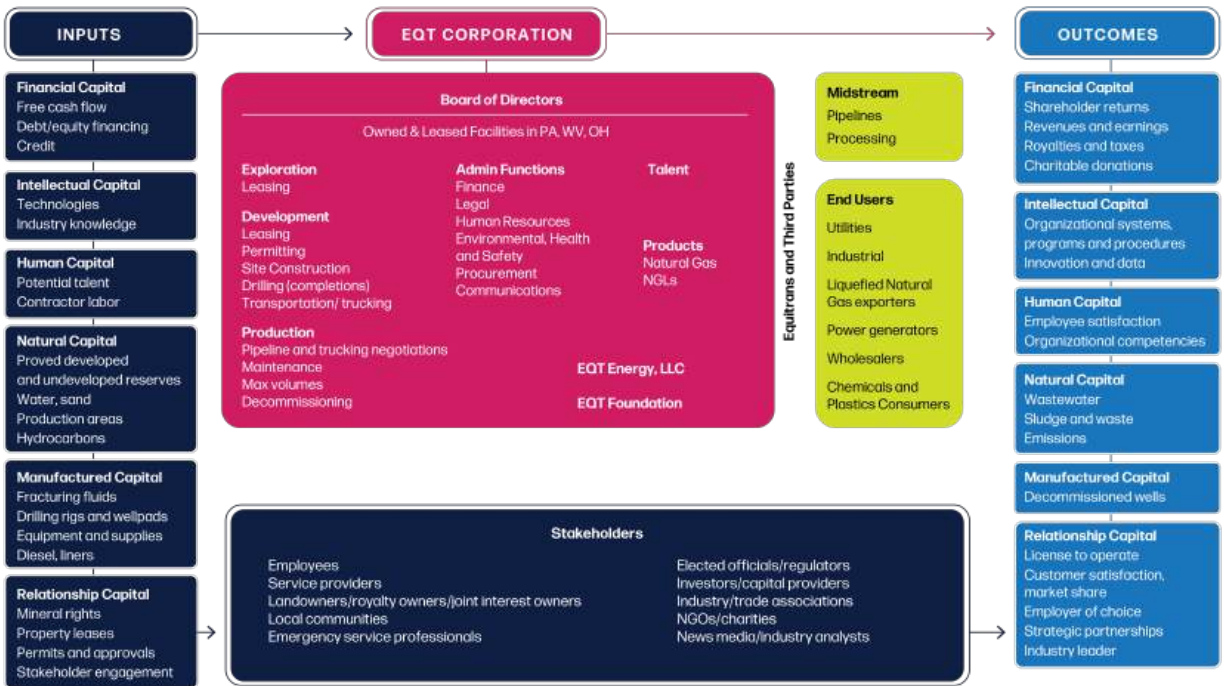 INPUTS
EQT CORPORATION
OUTCOMES
Financial Capital
Free cash flow
Debt/equity financing
Credit
Intellectual Capital
Technologies
Industry knowledge
Human Capital
Potential talent
Contractor labor
Natural Capital
Proved developed
and undeveloped reserves
Water, sand
Production areas
Hydrocarbons
Manufactured Capital
Fracturing fluids
Drilling rigs and wellpads
Equipment and supplies
Diesel, liners
Relationship Capital
Mineral rights
Property leases
Permits and approvals
Stakeholder engagement
Board of Directors
Owned & Leased Facilities in PA, WV, OH
Exploration
Leasing
Development
Leasing
Permitting
Site Construction
Drilling (completions)
Transportation/ trucking
Production
Pipeline and trucking negotiations
Maintenance
Max volumes
Decommissioning
Admin Functions
Finance
Legal
Human Resources
Environmental, Health
and Safety
Procurement
Communications
Talent
Products
Natural Gas
NGLs
EQT Energy, LLC
EQT Foundation
Equitrans and Third Parties
Midstream
Pipelines
Processing
End Users
Utilities
Industrial
Liquefied Natural
Gas exporters
Power generators
Wholesalers
Chemicals and
Plastics Consumers
Stakeholders
Employees
Service providers
Landowners/royalty owners/joint interest owners
Local communities
Emergency service professionals
Elected officials/regulators
Investors/capital providers
Industry/trade associations
NGOs/charities
News media/industry analysts
Financial Capital
Shareholder returns
Revenues and earnings
Royalties and taxes
Charitable donations
Intellectual Capital
Organizational systems,
programs and procedures
Innovation and data
Human Capital
Employee satisfaction
Organizational competencies
Natural Capital
Wastewater
Sludge and waste
Emissions
Manufactured Capital
Decommissioned wells
Relationship Capital
License to operate
Customer satisfaction,
market share
Employer of choice
Strategic partnerships
Industry leader